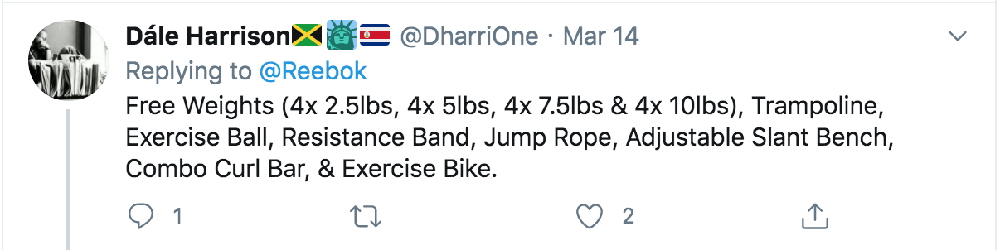 Dále Harrison🇯🇲🗽🇨🇷 @DharriOne · Mar 14
Replying to @Reebok
Free Weights (4x 2.5lbs, 4x 5lbs, 4x 7.5lbs & 4x 10lbs), Trampoline,
Exercise Ball, Resistance Band, Jump Rope, Adjustable Slant Bench,
Combo Curl Bar, & Exercise Bike.
1 2